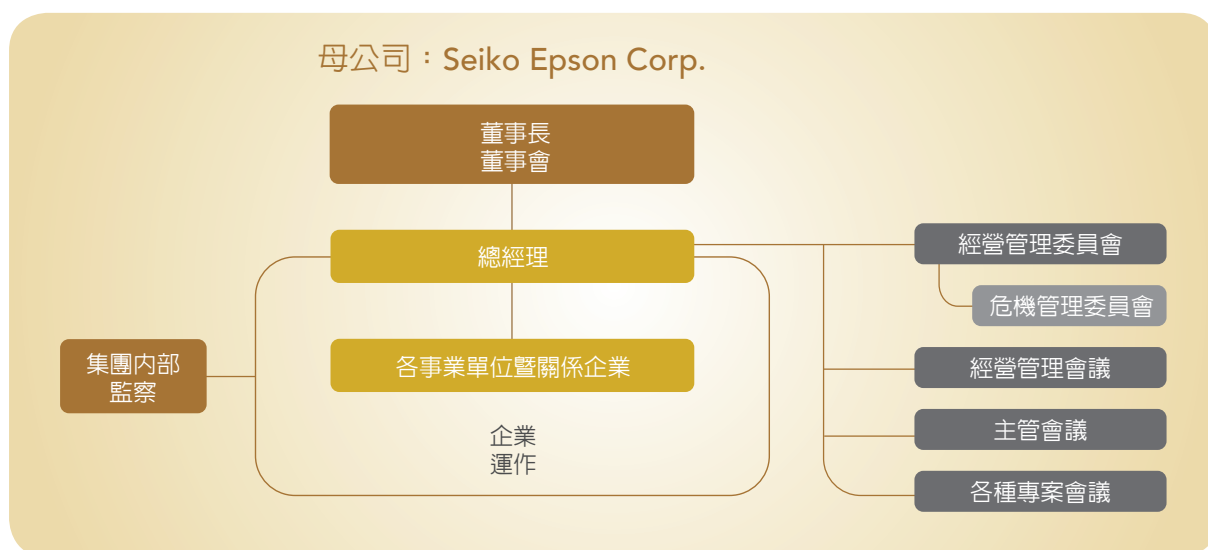 母公司：Seiko Epson Corp.
董事長
董事會
總經理
各事業單位暨關係企業
企業
運作
集團內部
監察
經營管理委員會
危機管理委員會
經營管理會議
主管會議
各種專案會議